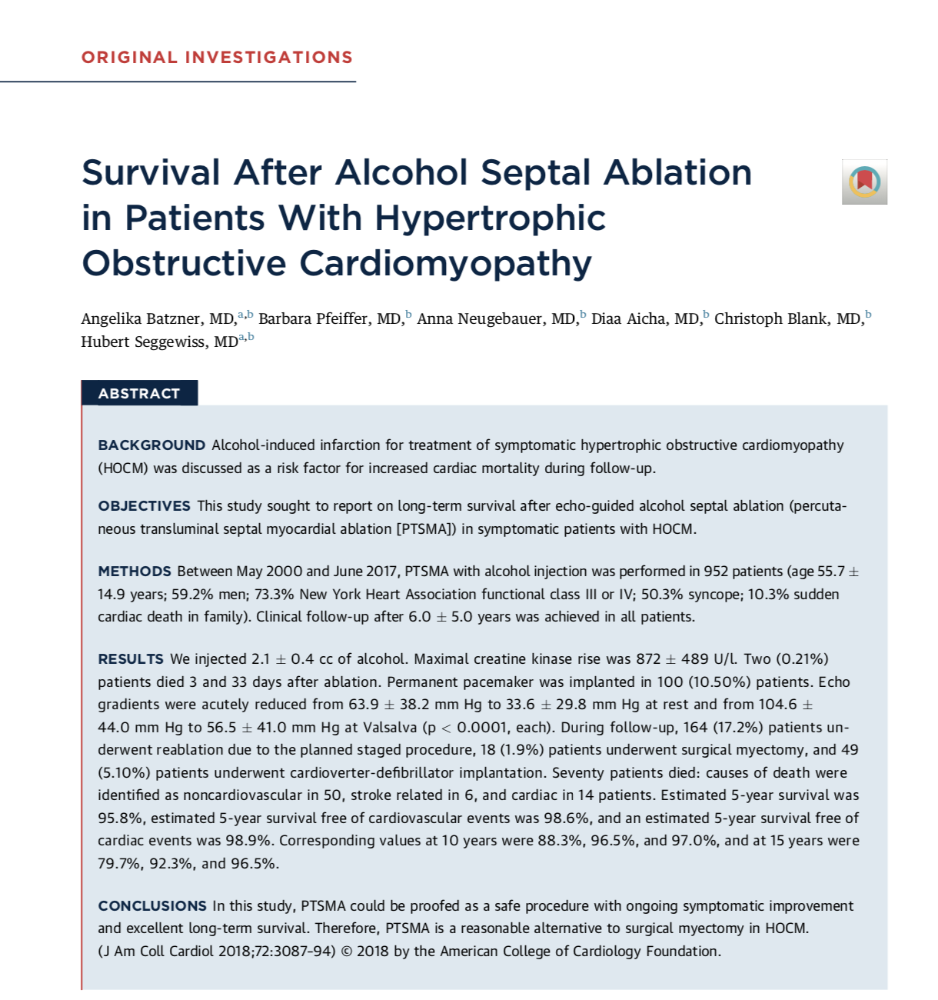 ORIGINAL INVESTIGATIONS
Survival After Alcohol Septal Ablation
in Patients With Hypertrophic
Obstructive Cardiomyopathy
Angelika Batzner, MD,a,b Barbara Pfeiffer, MD,b Anna Neugebauer, MD,b Diaa Aicha, MD,b Christoph Blank, MD,b
Hubert Seggewiss, MDa,b
ABSTRACT
BACKGROUND Alcohol-induced infarction for treatment of symptomatic hypertrophic obstructive cardiomyopathy
(HOCM) was discussed as a risk factor for increased cardiac mortality during follow-up.
OBJECTIVES This study sought to report on long-term survival after echo-guided alcohol septal ablation (percuta-
neous transluminal septal myocardial ablation [PTSMA]) in symptomatic patients with HOCM.
METHODS Between May 2000 and June 2017, PTSMA with alcohol injection was performed in 952 patients (age 55.7 ±
14.9 years; 59.2% men; 73.3% New York Heart Association functional class III or IV; 50.3% syncope; 10.3% sudden
cardiac death in family). Clinical follow-up after 6.0 ± 5.0 years was achieved in all patients.
RESULTS We injected 2.1 ± 0.4 cc of alcohol. Maximal creatine kinase rise was 872 ± 489 U/l. Two (0.21%)
patients died 3 and 33 days after ablation. Permanent pacemaker was implanted in 100 (10.50%) patients. Echo
gradients were acutely reduced from 63.9 ± 38.2 mm Hg to 33.6 ± 29.8 mm Hg at rest and from 104.6 ±
44.0 mm Hg to 56.5 ± 41.0 mm Hg at Valsalva (p < 0.0001, each). During follow-up, 164 (17.2%) patients un-
derwent reablation due to the planned staged procedure, 18 (1.9%) patients underwent surgical myectomy, and 49
(5.10%) patients underwent cardioverter-defibrillator implantation. Seventy patients died: causes of death were
identified as noncardiovascular in 50, stroke related in 6, and cardiac in 14 patients. Estimated 5-year survival was
95.8%, estimated 5-year survival free of cardiovascular events was 98.6%, and an estimated 5-year survival free of
cardiac events was 98.9%. Corresponding values at 10 years were 88.3%, 96.5%, and 97.0%, and at 15 years were
79.7%, 92.3%, and 96.5%.
CONCLUSIONS In this study, PTSMA could be proofed as a safe procedure with ongoing symptomatic improvement
and excellent long-term survival. Therefore, PTSMA is a reasonable alternative to surgical myectomy in HOCM.
(J Am Coll Cardiol 2018;72:3087–94) © 2018 by the American College of Cardiology Foundation.